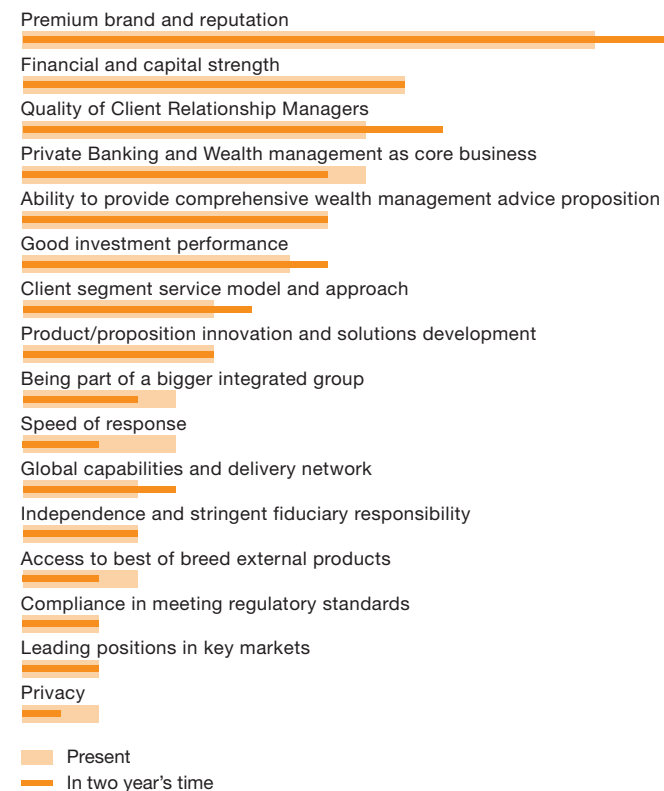 Premium brand and reputation
Financial and capital strength
Quality of Client Relationship Managers
Private Banking and Wealth management as core business
Ability to provide comprehensive wealth management advice proposition
Good investment performance
Client segment service model and approach
Product/proposition innovation and solutions development
Being part of a bigger integrated group
Speed of response
Global capabilities and delivery network
Independence and stringent fiduciary responsibility
Access to best of breed external products
Compliance in meeting regulatory standards
Leading positions in key markets
Privacy
Present
In two year's time